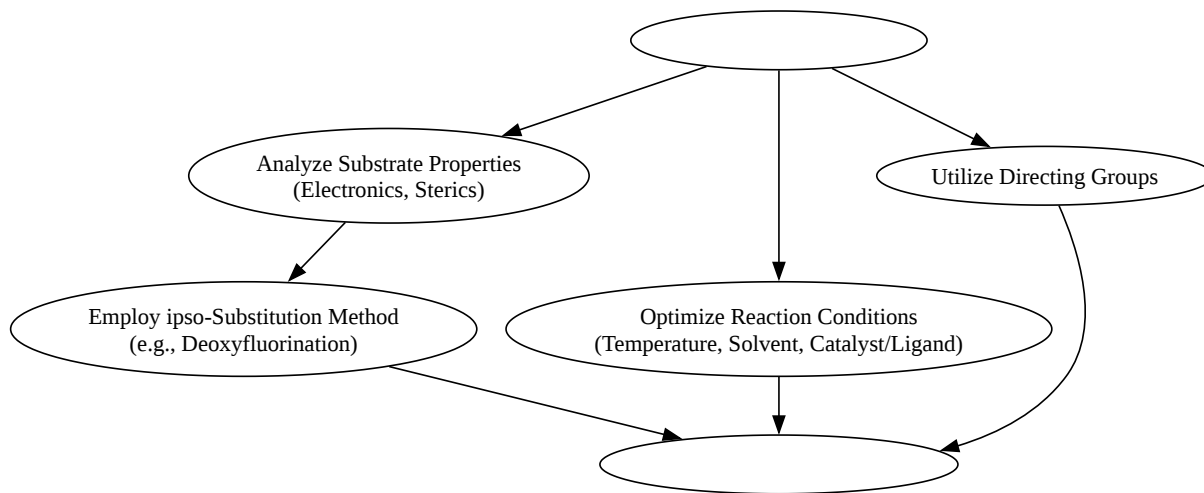 Analyze Substrate Properties
(Electronics, Sterics)
Utilize Directing Groups
Employ ipso-Substitution Method
(e.g., Deoxyfluorination)
Optimize Reaction Conditions
(Temperature, Solvent, Catalyst/Ligand)